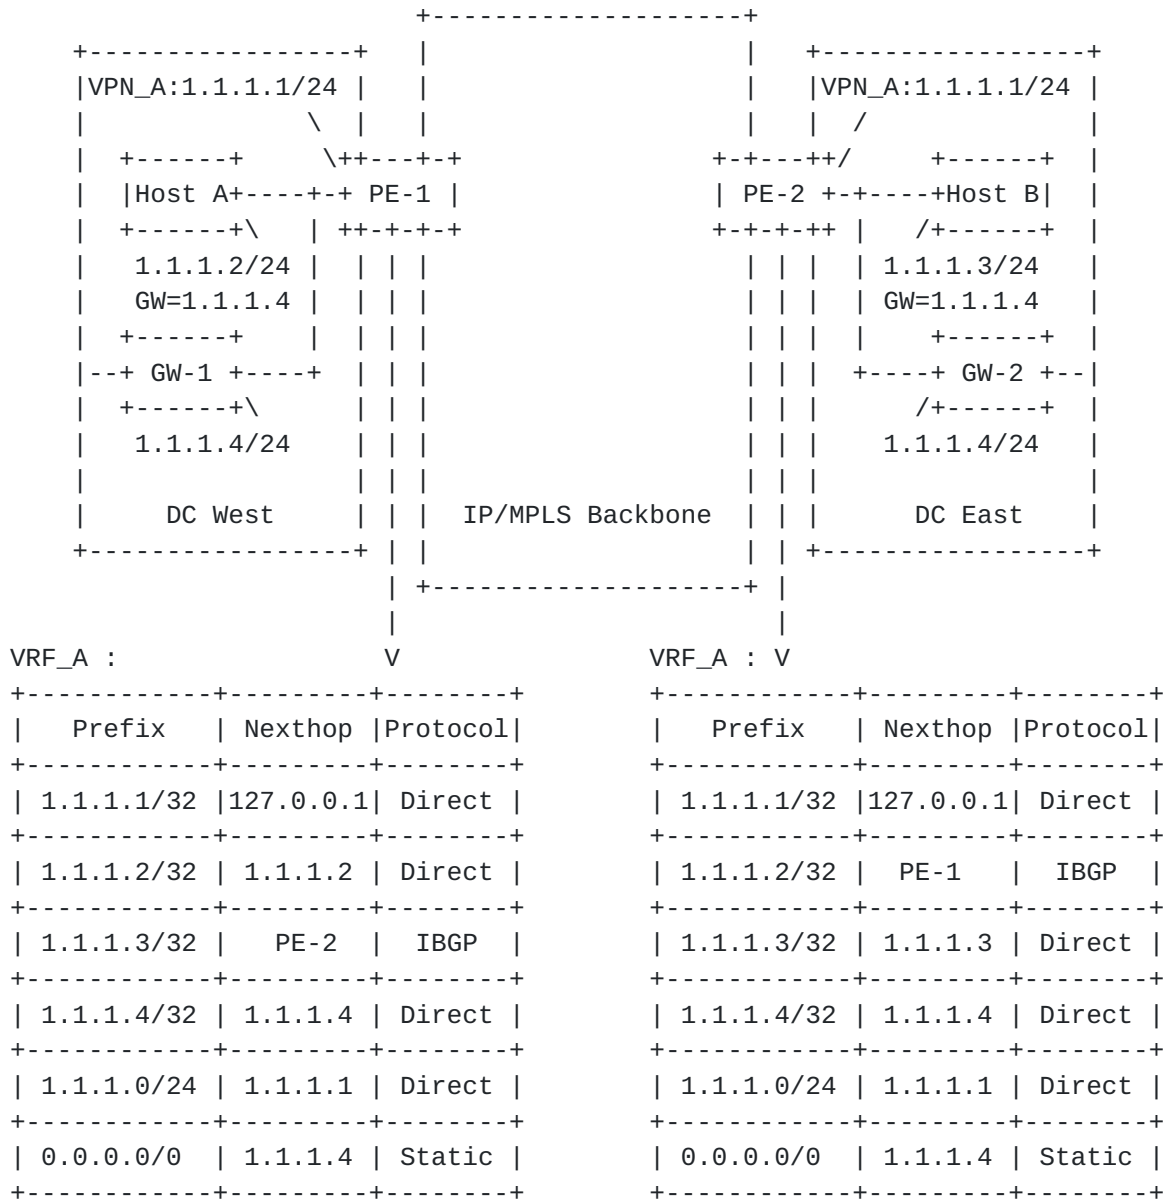 VPN_A:1.1.1.1/24 VPN_A:1.1.1.1/24
Host A PE-1 PE-2 Host B
1.1.1.2/24 1.1.1.3/24
GW=1.1.1.4 GW=1.1.1.4
GW-1 GW-2
1.1.1.4/24 1.1.1.4/24
DC West IP/MPLS Backbone DC East
VRF_A : V VRF_A : V
Prefix Nexthop Protocol Prefix Nexthop Protocol
1.1.1.1/32 127.0.0.1 Direct 1.1.1.1/32 127.0.0.1 Direct
1.1.1.2/32 1.1.1.2 Direct 1.1.1.2/32 PE-1 IBGP
1.1.1.3/32 PE-2 IBGP 1.1.1.3/32 1.1.1.3 Direct
1.1.1.4/32 1.1.1.4 Direct 1.1.1.4/32 1.1.1.4 Direct
1.1.1.0/24 1.1.1.1 Direct 1.1.1.0/24 1.1.1.1 Direct
0.0.0.0/0 1.1.1.4 Static 0.0.0.0/0 1.1.1.4 Static